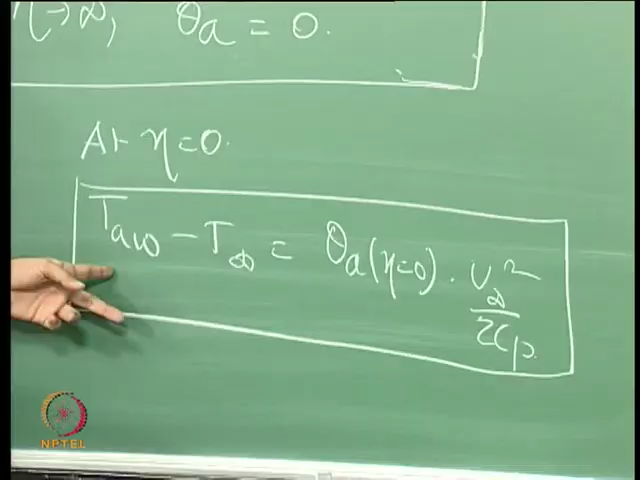 η→∞, θa = 0.
At η=0.
Taw − T∞ = θa(η=0) · U∞²/2Cp.
NPTEL